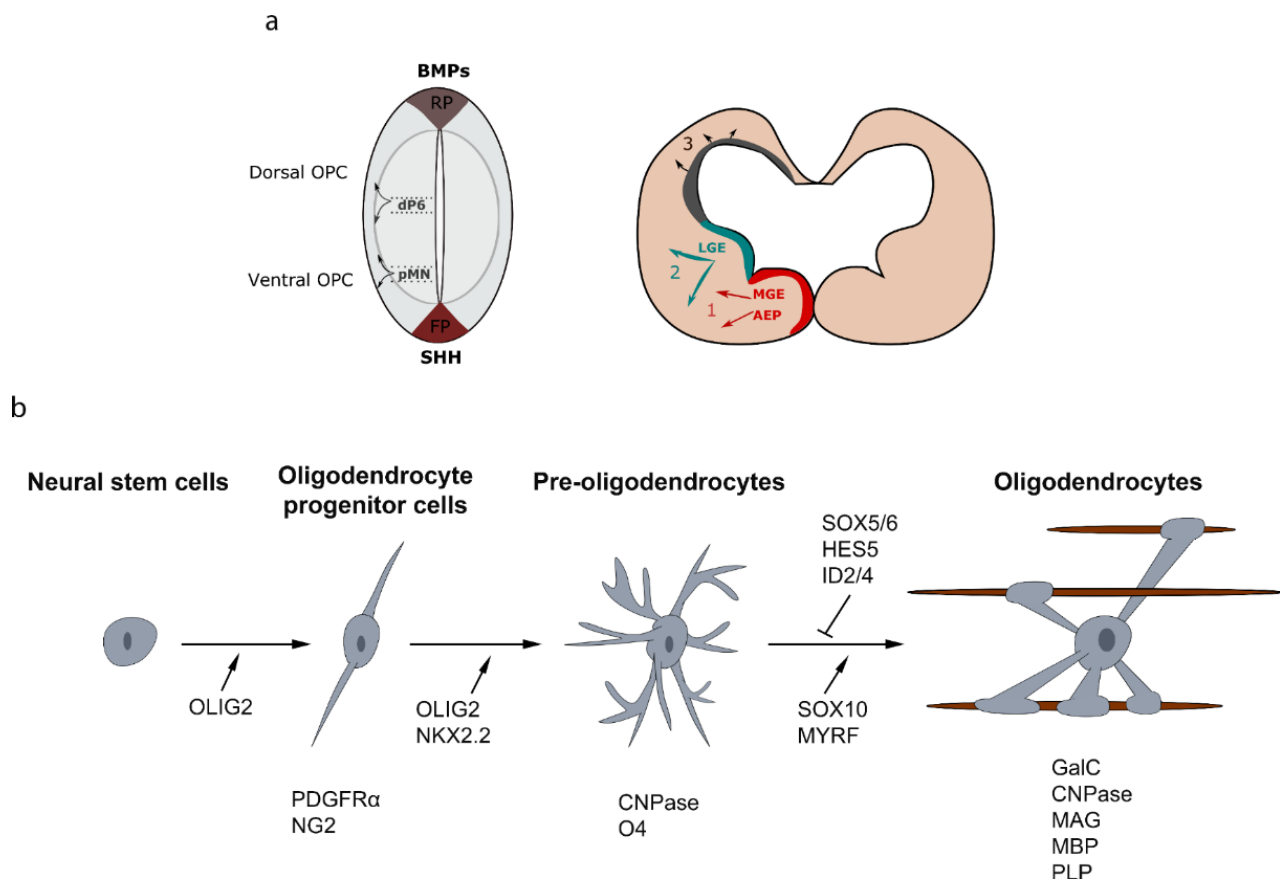 a
BMPs
RP
Dorsal OPC
dP6
Ventral OPC
pMN
FP
SHH
3
LGE
2
MGE
1
AEP
b
Neural stem cells
Oligodendrocyte
progenitor cells
Pre-oligodendrocytes
Oligodendrocytes
SOX5/6
HES5
ID2/4
OLIG2
OLIG2
NKX2.2
SOX10
MYRF
PDGFRα
NG2
CNPase
O4
GalC
CNPase
MAG
MBP
PLP